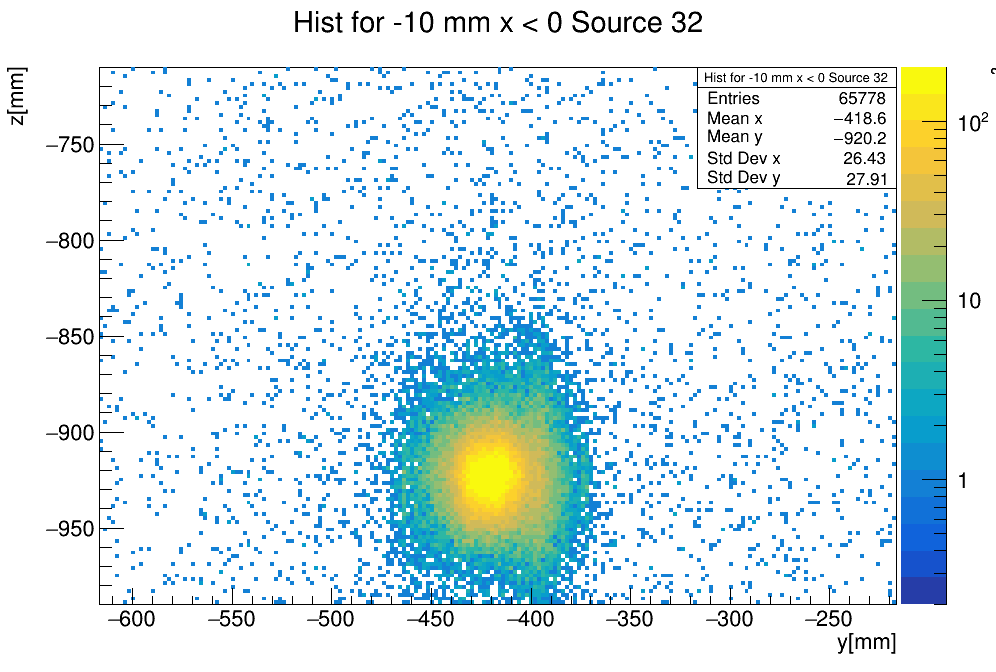 Hist for -10 mm x < 0 Source 32
z[mm]
Hist for -10 mm x < 0 Source 32
Entries 65778
Mean x −418.6
Mean y −920.2
Std Dev x 26.43
Std Dev y 27.91
−750
−800
−850
−900
−950
−600 −550 −500 −450 −400 −350 −300 −250
y[mm]
10²
10
1